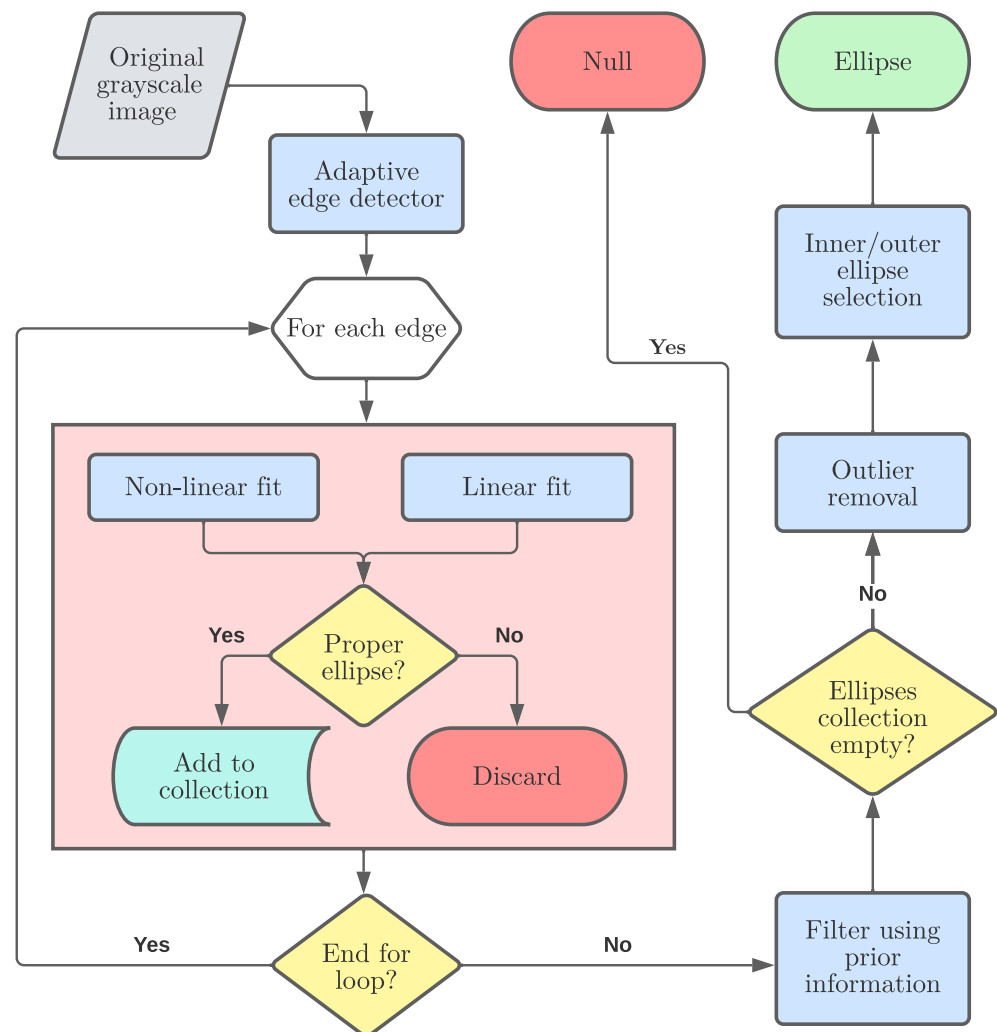 Original
grayscale
image
Null
Ellipse
Adaptive
edge detector
Inner/outer
ellipse
selection
For each edge
Yes
Non-linear fit
Linear fit
Outlier
removal
No
Yes
No
Proper
ellipse?
Ellipses
collection
empty?
Add to
collection
Discard
Yes
No
End for
loop?
Filter using
prior
information